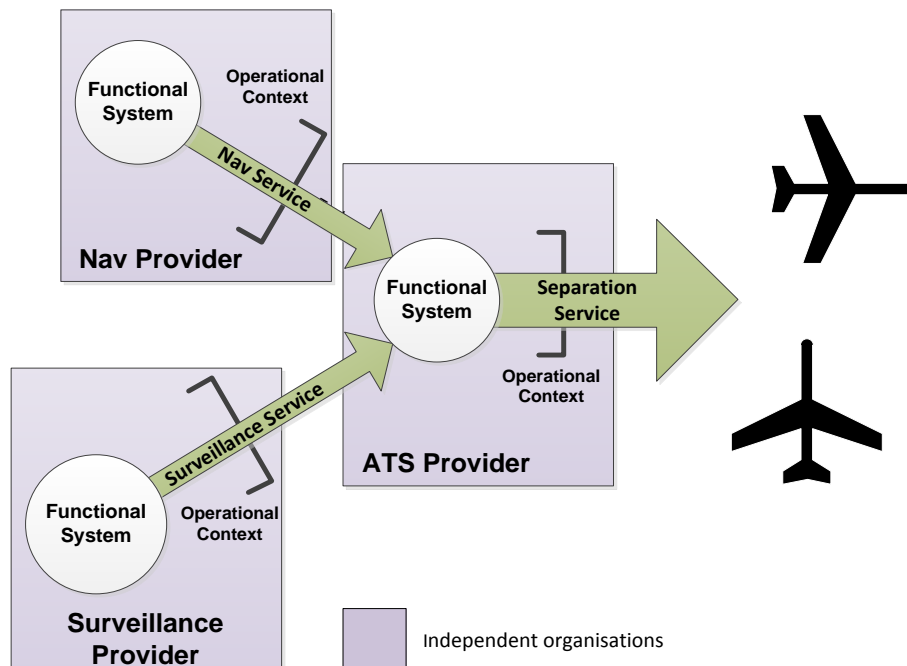 Functional
System
Operational
Context
Nav Service
Nav Provider
Functional
System
Separation
Service
Operational
Context
ATS Provider
Surveillance Service
Functional
System
Operational
Context
Surveillance
Provider
Independent organisations